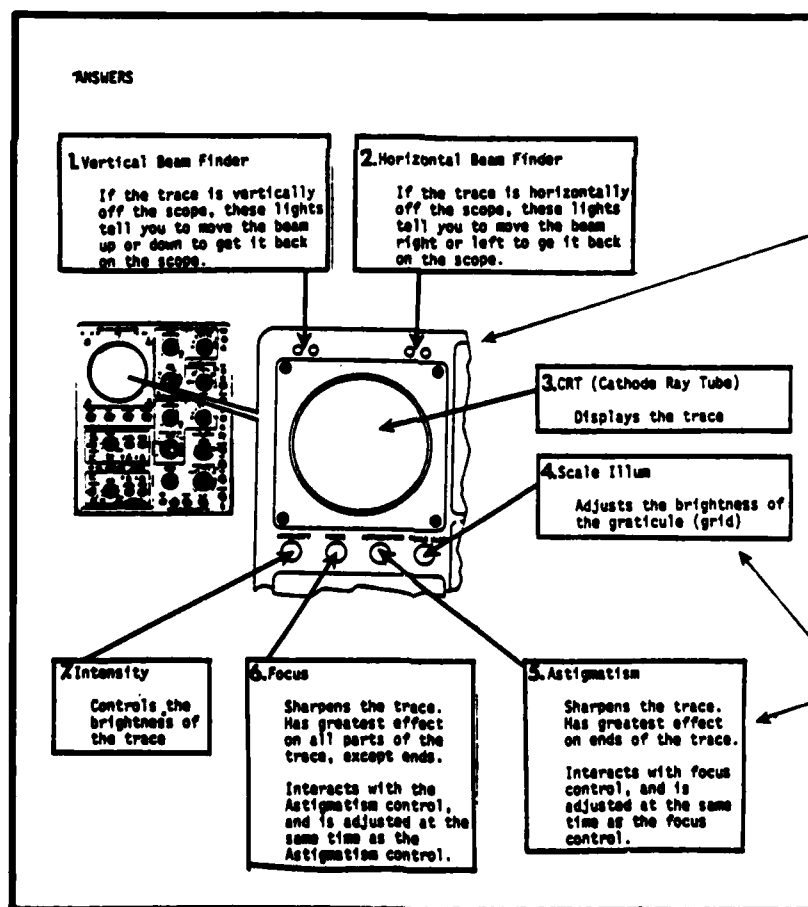 ANSWERS
1. Vertical Beam Finder
If the trace is vertically
off the scope, these lights
tell you to move the beam
up or down to get it back
on the scope.
2. Horizontal Beam Finder
If the trace is horizontally
off the scope, these lights
tell you to move the beam
right or left to ge it back
on the scope.
3. CRT (Cathode Ray Tube)
Displays the trace
4. Scale Illum
Adjusts the brightness of
the graticule (grid)
7. Intensity
Controls the
brightness of
the trace
6. Focus
Sharpens the trace.
Has greatest effect
on all parts of the
trace, except ends.
Interacts with the
Astigmatism control,
and is adjusted at the
same time as the
Astigmatism control.
5. Astigmatism
Sharpens the trace.
Has greatest effect
on ends of the trace.
Interacts with focus
control, and is
adjusted at the same
time as the focus
control.